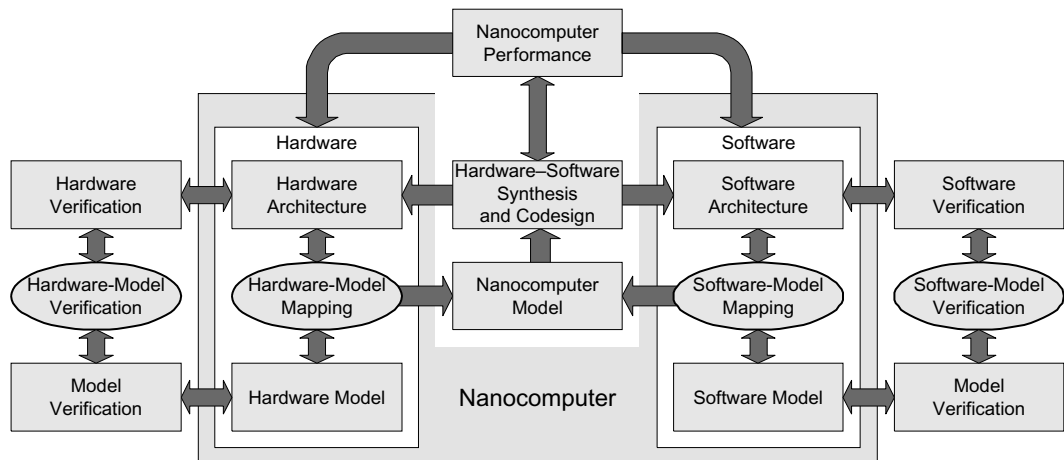 Nanocomputer
Performance
Hardware
Software
Hardware
Verification
Hardware
Architecture
Hardware–Software
Synthesis
and Codesign
Software
Architecture
Software
Verification
Hardware-Model
Verification
Hardware-Model
Mapping
Nanocomputer
Model
Software-Model
Mapping
Software-Model
Verification
Model
Verification
Hardware Model
Nanocomputer
Software Model
Model
Verification